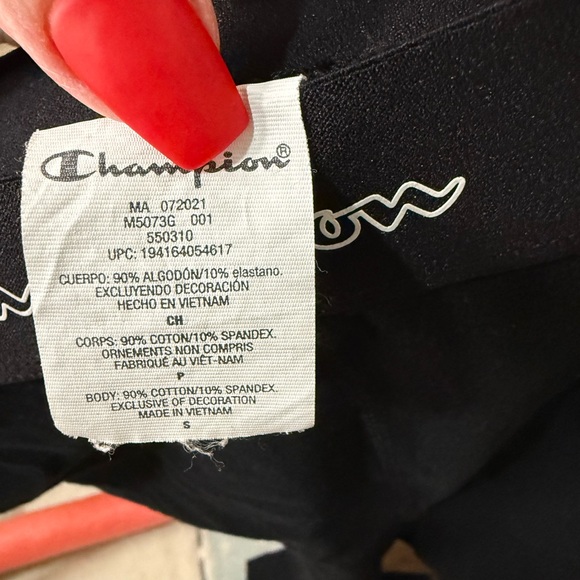 Champion®
MA 072021
M5073G 001
550310
UPC: 194164054617
CUERPO: 90% ALGODÓN/10% elastano.
EXCLUYENDO DECORACIÓN
HECHO EN VIETNAM
CH
CORPS: 90% COTON/10% SPANDEX.
ORNEMENTS NON COMPRIS
FABRIQUÉ AU VIÊT-NAM
P
BODY: 90% COTTON/10% SPANDEX.
EXCLUSIVE OF DECORATION
MADE IN VIETNAM
S